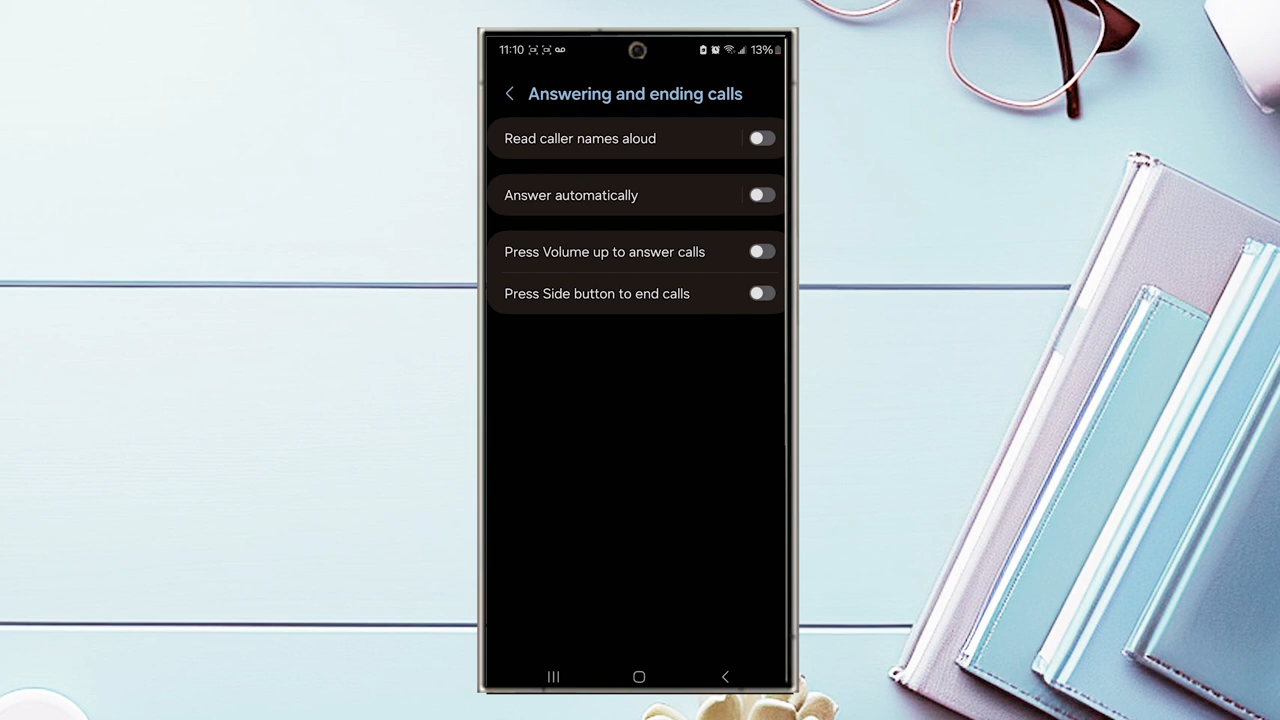 11:10 13%
Answering and ending calls
Read caller names aloud
Answer automatically
Press Volume up to answer calls
Press Side button to end calls